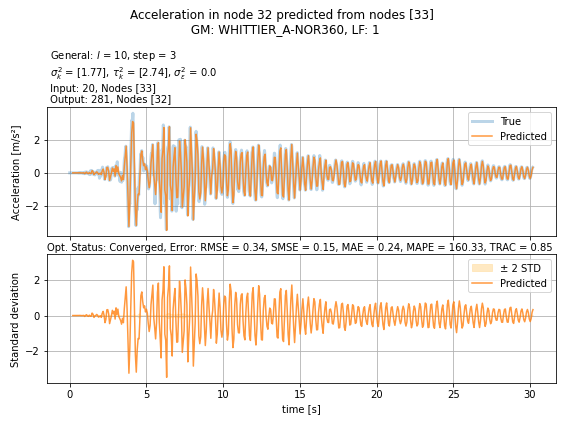 Acceleration in node 32 predicted from nodes [33]
GM: WHITTIER_A-NOR360, LF: 1
General: l = 10, step = 3
σ²ₖ = [1.77], τ²ₖ = [2.74], σ²_ε = 0.0
Input: 20, Nodes [33]
Output: 281, Nodes [32]
Acceleration [m/s²]
2
0
−2
True
Predicted
Opt. Status: Converged, Error: RMSE = 0.34, SMSE = 0.15, MAE = 0.24, MAPE = 160.33, TRAC = 0.85
Standard deviation
2
0
−2
± 2 STD
Predicted
0 5 10 15 20 25 30
time [s]